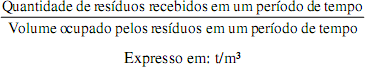 Quantidade de resíduos recebidos em um período de tempo
Volume ocupado pelos resíduos em um período de tempo
Expresso em: t/m³